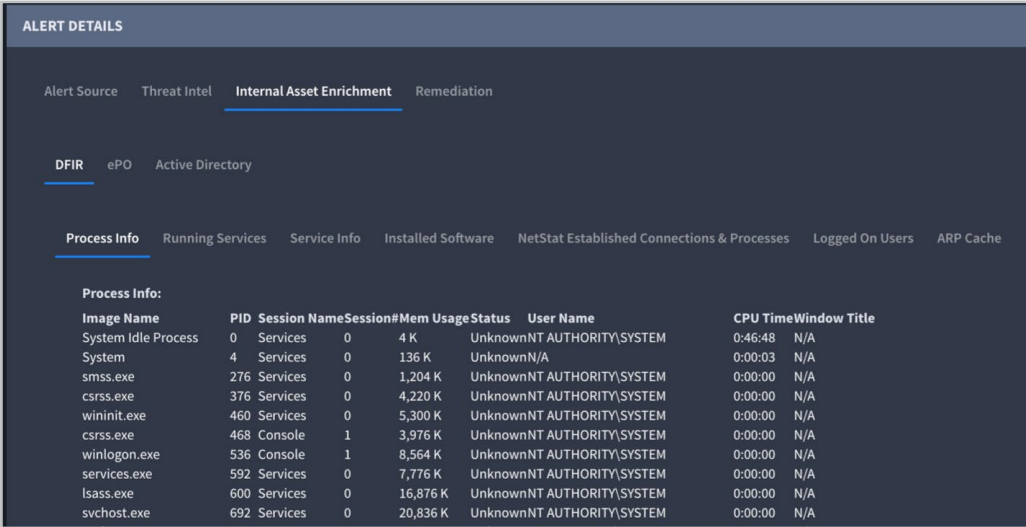 ALERT DETAILS
Alert Source Threat Intel Internal Asset Enrichment Remediation
DFIR ePO Active Directory
Process Info Running Services Service Info Installed Software NetStat Established Connections & Processes Logged On Users ARP Cache
Process Info:
Image Name PID Session Name Session# Mem Usage Status User Name CPU Time Window Title
System Idle Process 0 Services 0 4 K Unknown NT AUTHORITY\SYSTEM 0:46:48 N/A
System 4 Services 0 136 K Unknown N/A 0:00:03 N/A
smss.exe 276 Services 0 1,204 K Unknown NT AUTHORITY\SYSTEM 0:00:00 N/A
csrss.exe 376 Services 0 4,220 K Unknown NT AUTHORITY\SYSTEM 0:00:00 N/A
wininit.exe 460 Services 0 5,300 K Unknown NT AUTHORITY\SYSTEM 0:00:00 N/A
csrss.exe 468 Console 1 3,976 K Unknown NT AUTHORITY\SYSTEM 0:00:00 N/A
winlogon.exe 536 Console 1 8,564 K Unknown NT AUTHORITY\SYSTEM 0:00:00 N/A
services.exe 592 Services 0 7,776 K Unknown NT AUTHORITY\SYSTEM 0:00:00 N/A
lsass.exe 600 Services 0 16,876 K Unknown NT AUTHORITY\SYSTEM 0:00:00 N/A
svchost.exe 692 Services 0 20,836 K Unknown NT AUTHORITY\SYSTEM 0:00:00 N/A